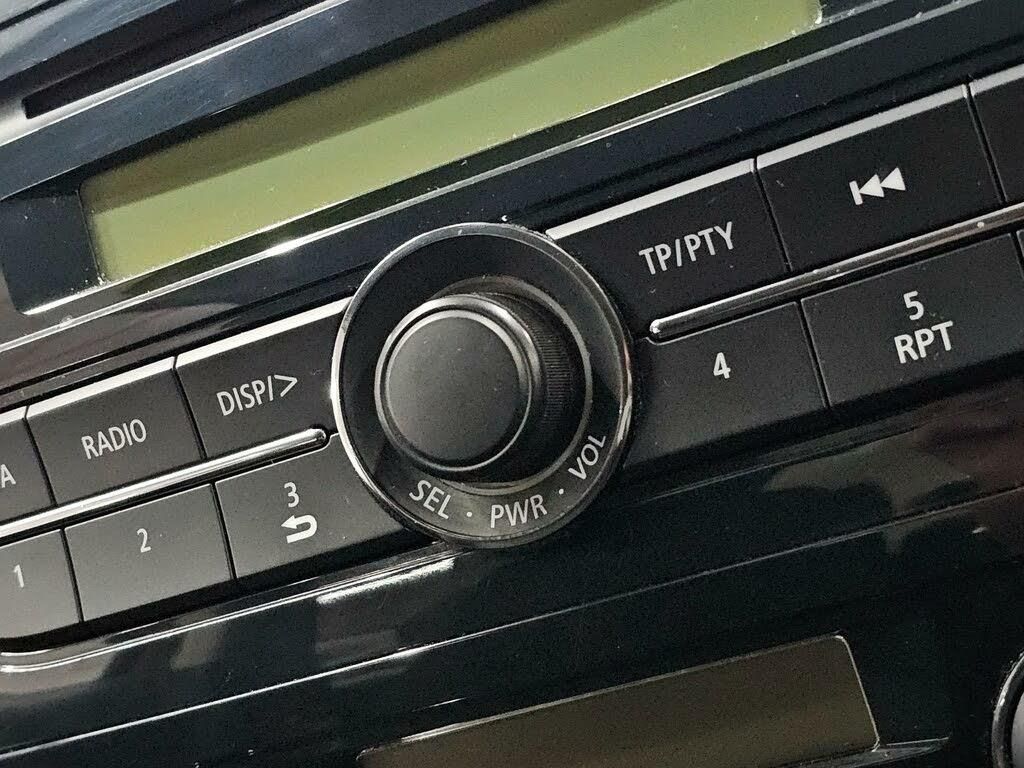 TP/PTY
DISP/>
RADIO
A
5
RPT
4
3
2
1
SEL · PWR · VOL